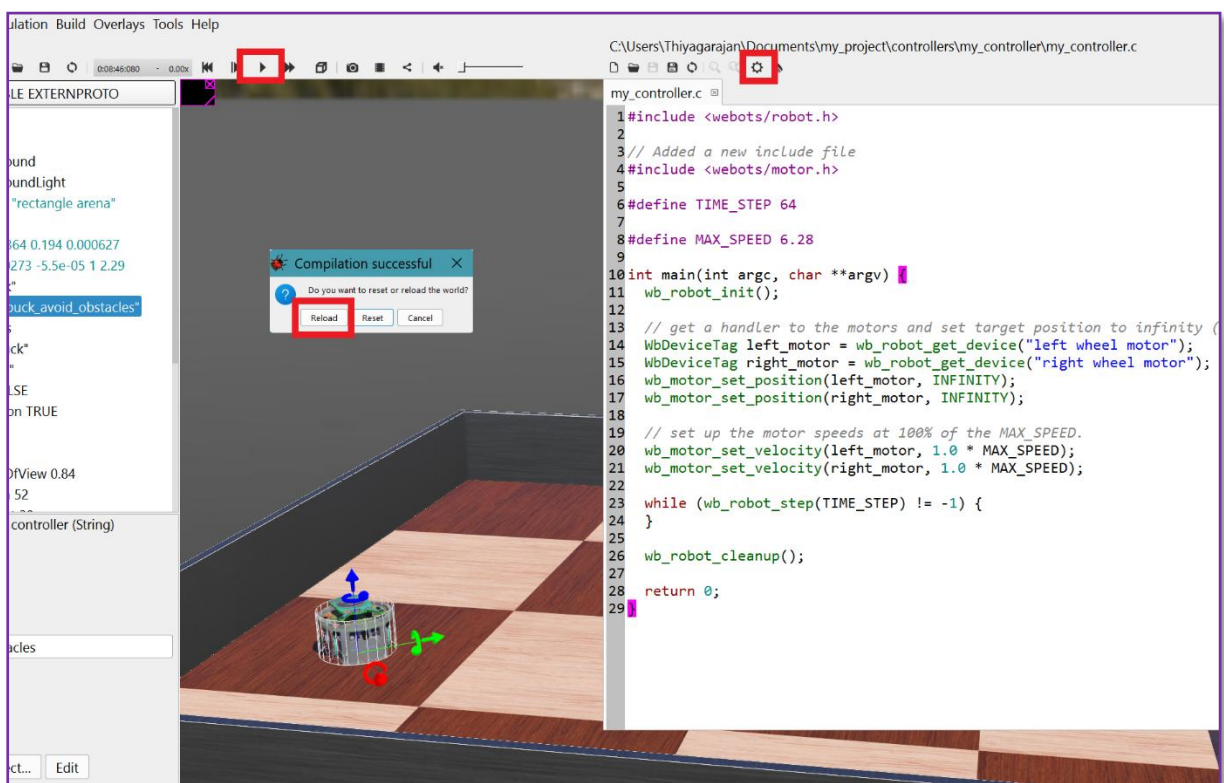 ulation Build Overlays Tools Help
0:08:46:080 - 0.00x
LE EXTERNPROTO
ound
oundLight
"rectangle arena"
364 0.194 0.000627
0273 -5.5e-05 1 2.29
puck_avoid_obstacles"
s
ck"
"
LSE
on TRUE
OfView 0.84
52
controller (String)
acles
ct... Edit
Compilation successful
Do you want to reset or reload the world?
Reload Reset Cancel
C:\Users\Thiyagarajan\Documents\my_project\controllers\my_controller\my_controller.c
my_controller.c
1 #include <webots/robot.h>
2
3 // Added a new include file
4 #include <webots/motor.h>
5
6 #define TIME_STEP 64
7
8 #define MAX_SPEED 6.28
9
10 int main(int argc, char **argv) {
11 wb_robot_init();
12
13 // get a handler to the motors and set target position to infinity (
14 WbDeviceTag left_motor = wb_robot_get_device("left wheel motor");
15 WbDeviceTag right_motor = wb_robot_get_device("right wheel motor");
16 wb_motor_set_position(left_motor, INFINITY);
17 wb_motor_set_position(right_motor, INFINITY);
18
19 // set up the motor speeds at 100% of the MAX_SPEED.
20 wb_motor_set_velocity(left_motor, 1.0 * MAX_SPEED);
21 wb_motor_set_velocity(right_motor, 1.0 * MAX_SPEED);
22
23 while (wb_robot_step(TIME_STEP) != -1) {
24 }
25
26 wb_robot_cleanup();
27
28 return 0;
29 }